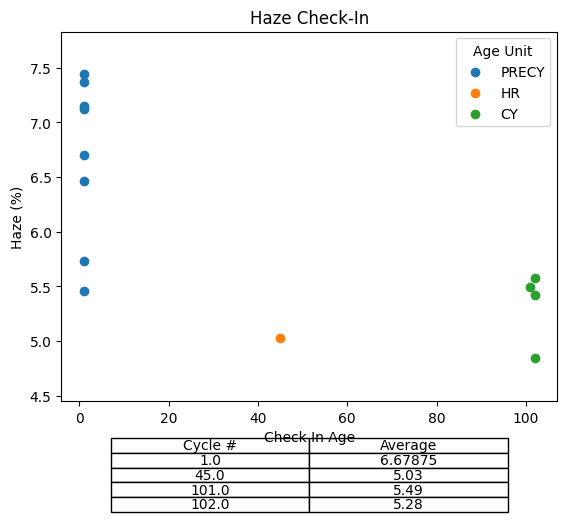 Haze Check-In
Age Unit
PRECY
HR
CY
Haze (%)
7.5
7.0
6.5
6.0
5.5
5.0
4.5
0 20 40 60 80 100
Check In Age
Cycle # Average
1.0 6.67875
45.0 5.03
101.0 5.49
102.0 5.28